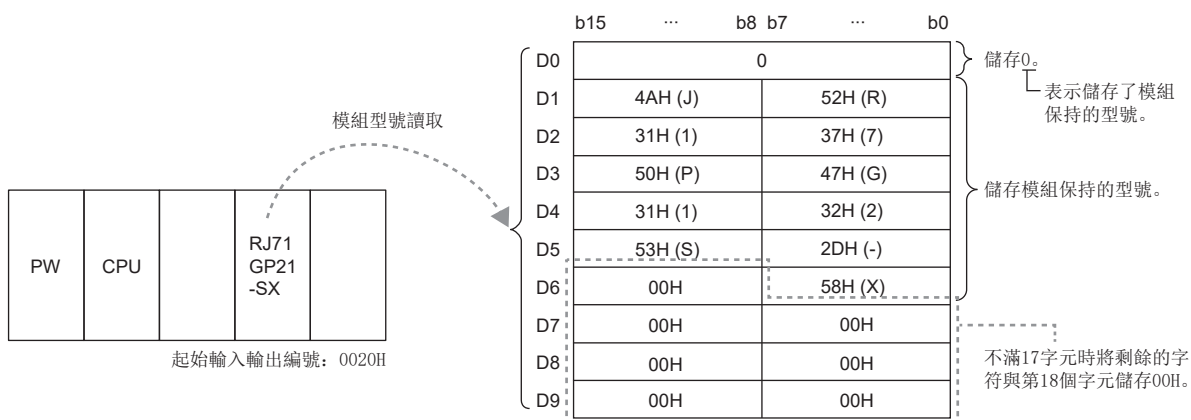 b15 ... b8 b7 ... b0
D0 0
D1 4AH (J) 52H (R)
D2 31H (1) 37H (7)
D3 50H (P) 47H (G)
D4 31H (1) 32H (2)
D5 53H (S) 2DH (-)
D6 00H 58H (X)
D7 00H 00H
D8 00H 00H
D9 00H 00H
儲存0。
表示儲存了模組
保持的型號。
模組型號讀取
儲存模組保持的型號。
PW
CPU
RJ71
GP21
-SX
起始輸入輸出編號：0020H
不滿17字元時將剩餘的字
符與第18個字元儲存00H。